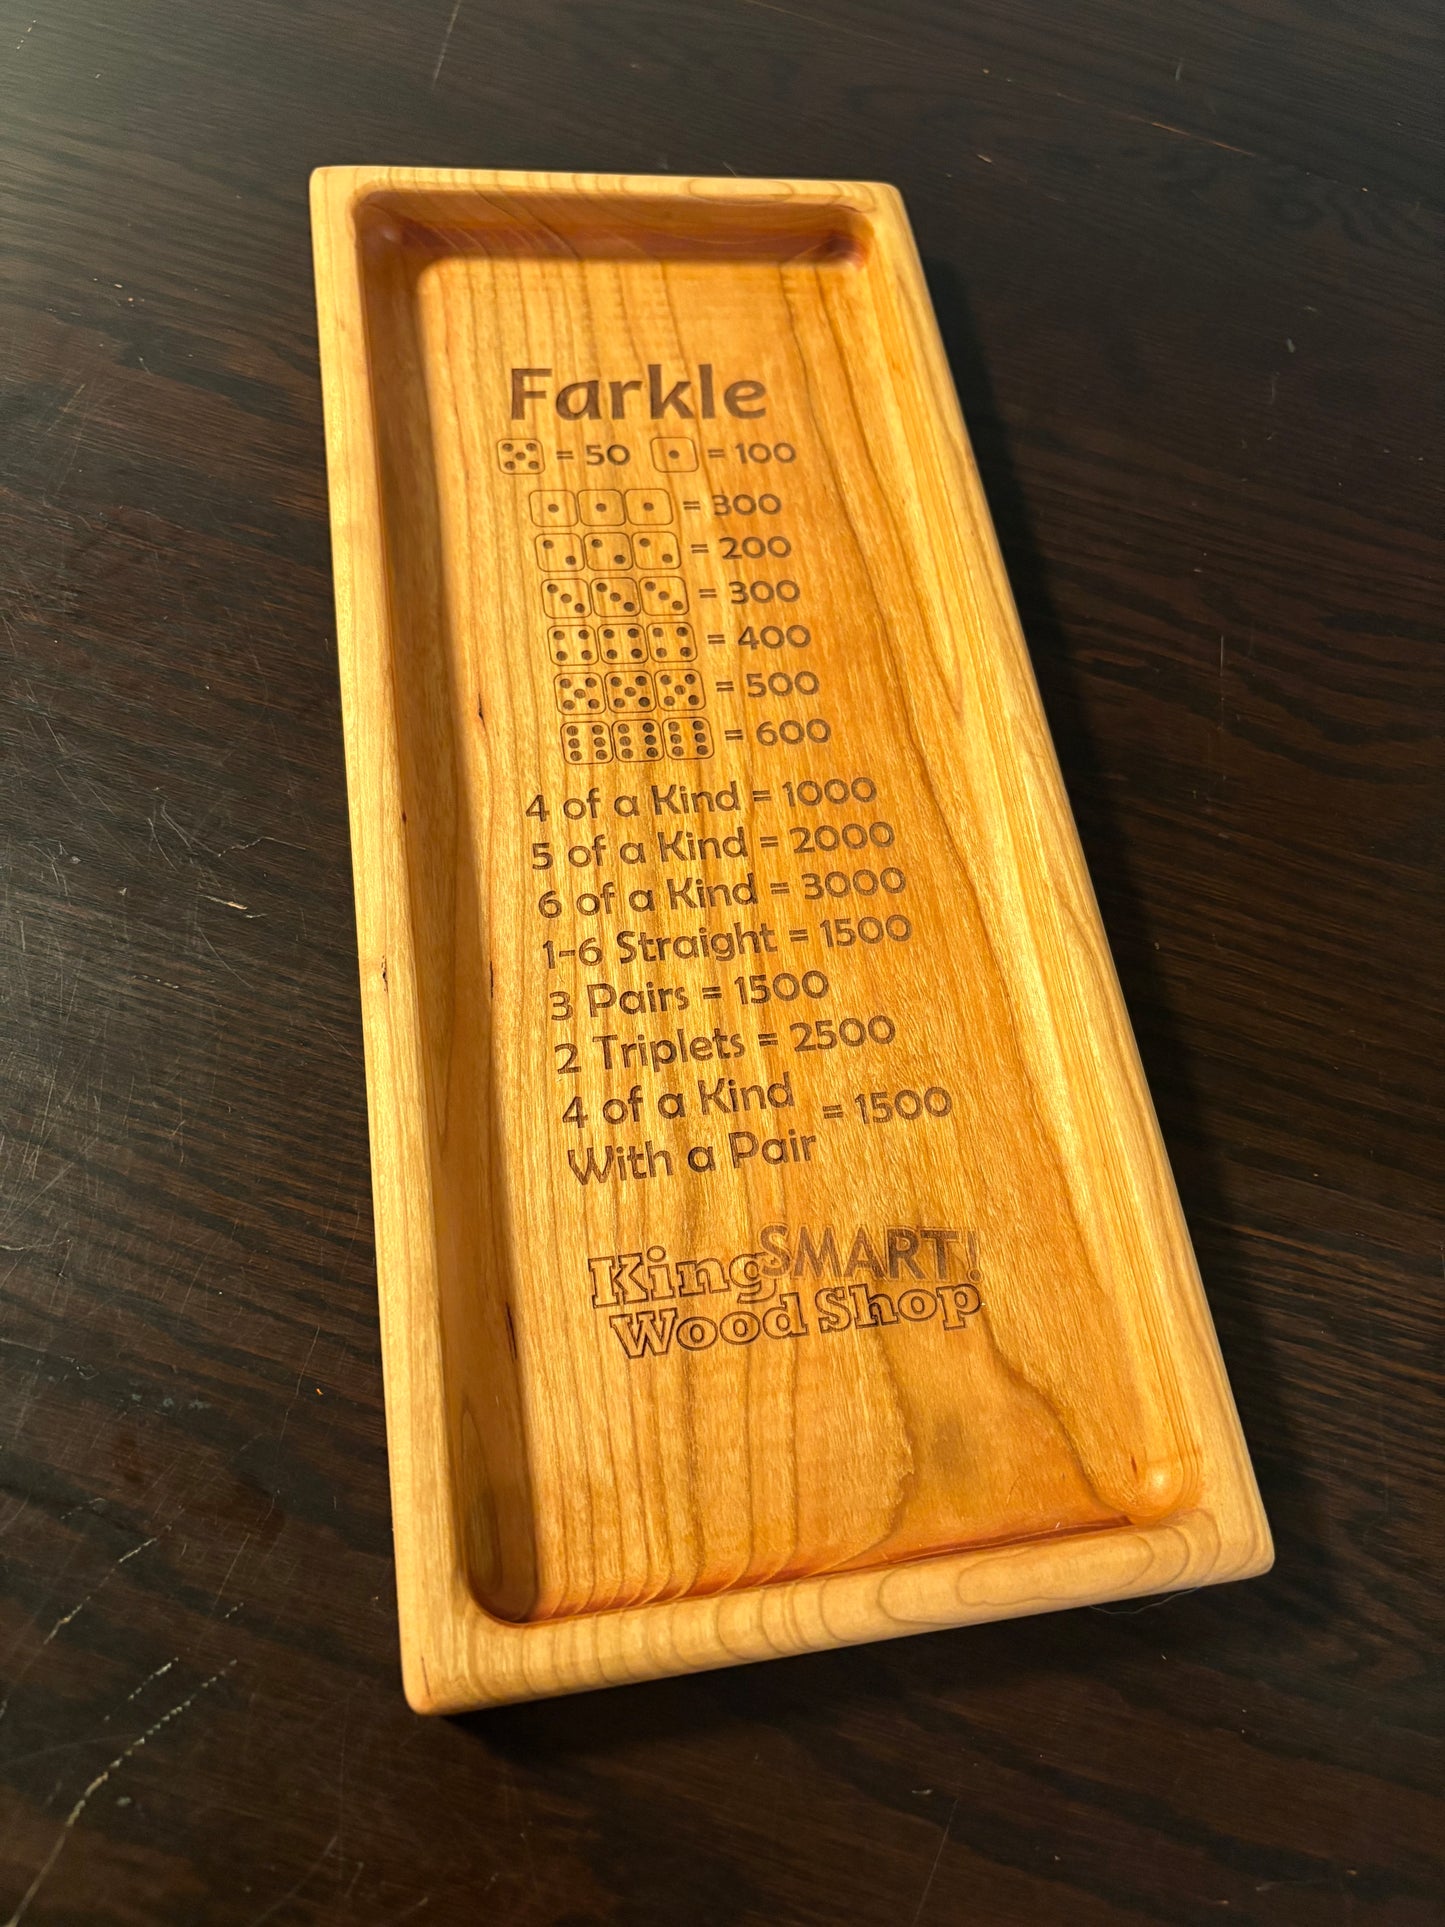 Farkle
= 50 = 100
= 300
= 200
= 300
= 400
= 500
= 600
4 of a Kind = 1000
5 of a Kind = 2000
6 of a Kind = 3000
1-6 Straight = 1500
3 Pairs = 1500
2 Triplets = 2500
4 of a Kind
With a Pair = 1500
King SMART!
Wood Shop